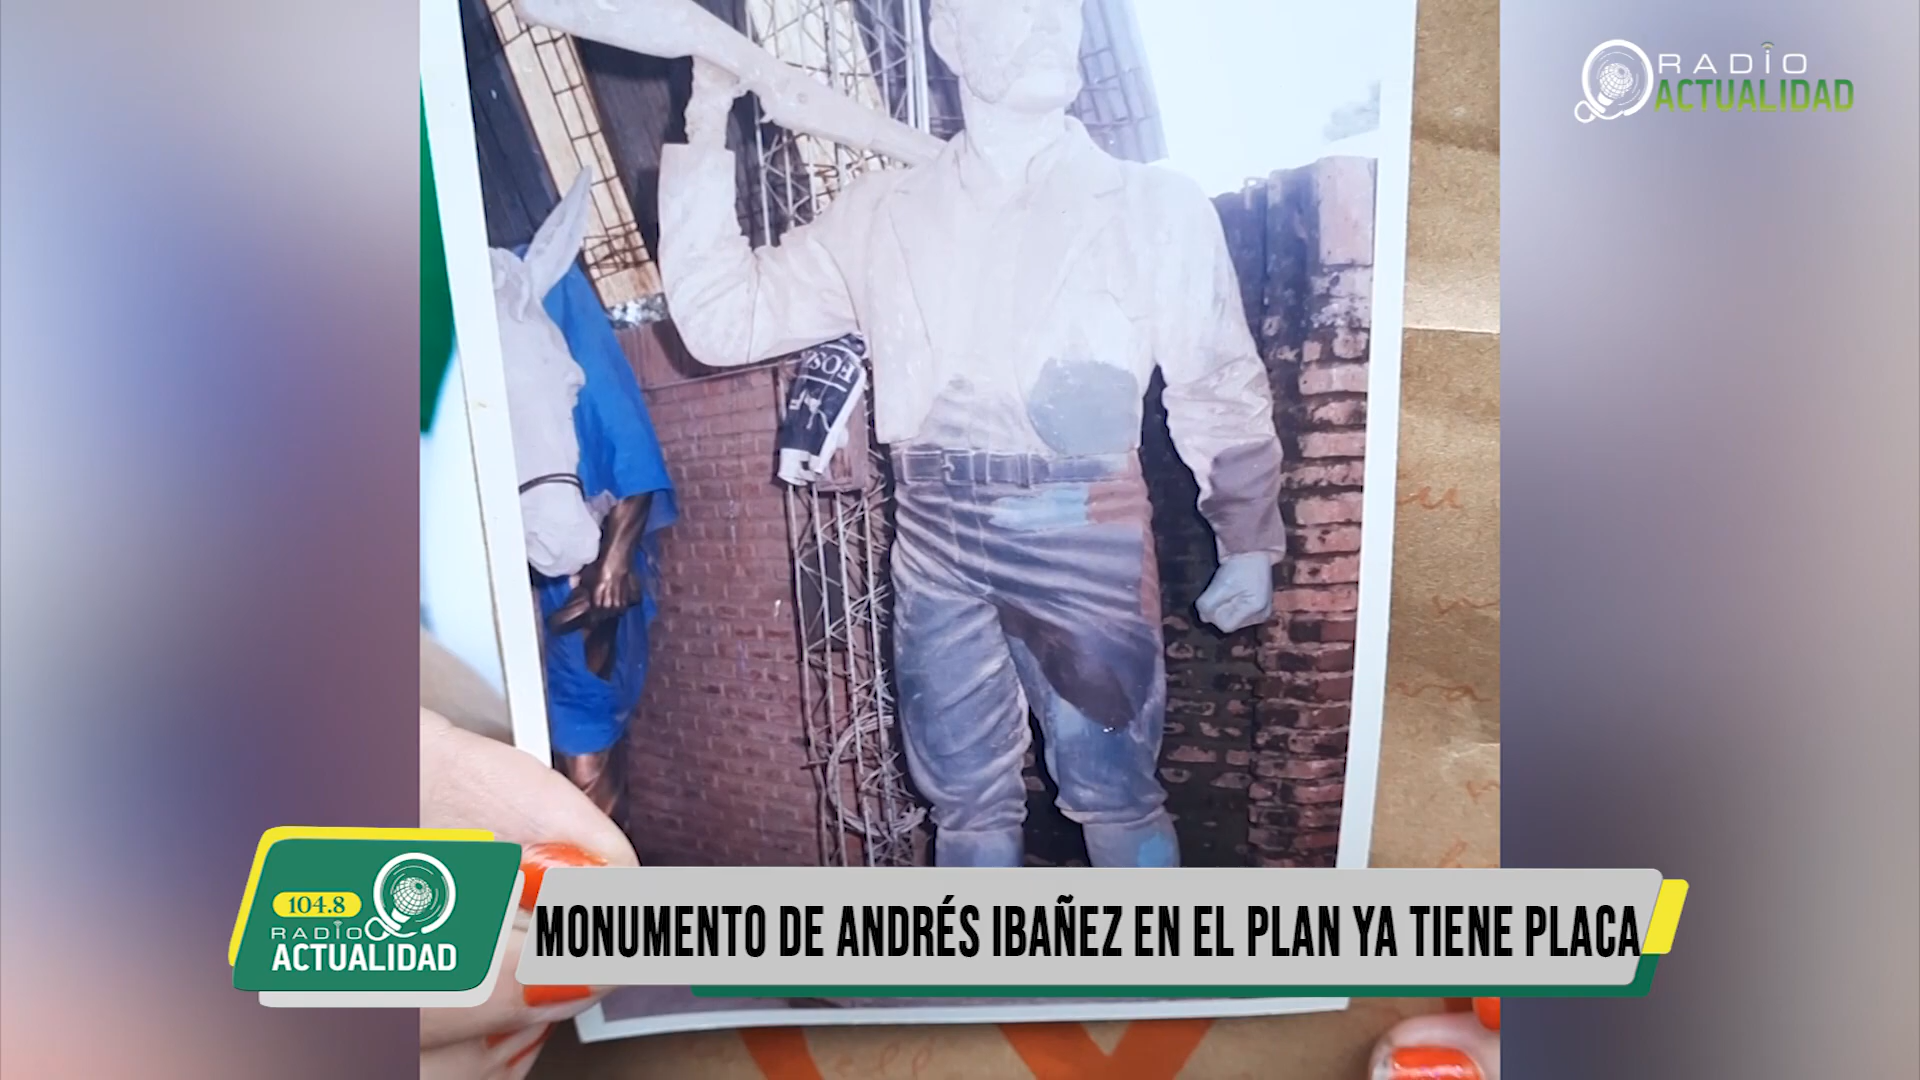 RADIO
ACTUALIDAD
104.8
RADIO
ACTUALIDAD
MONUMENTO DE ANDRÉS IBAÑEZ EN EL PLAN YA TIENE PLACA